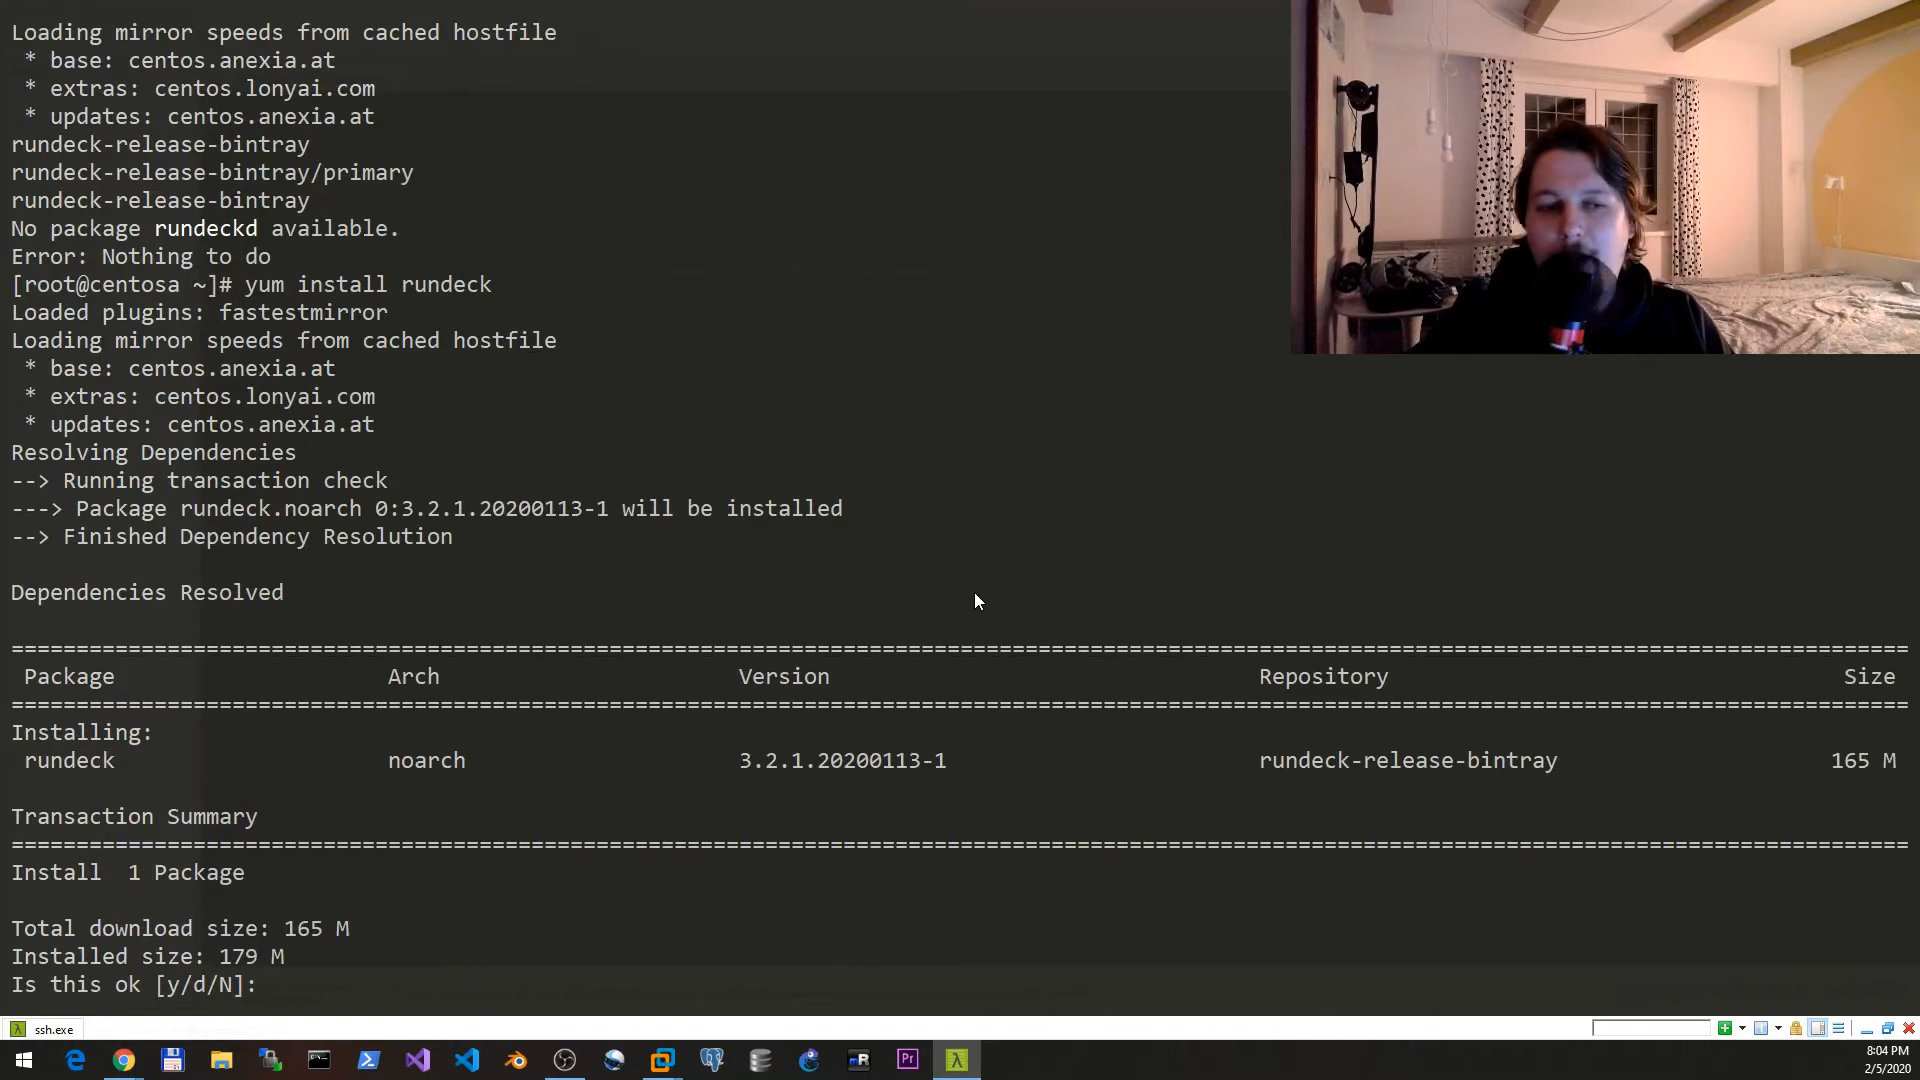 Loading mirror speeds from cached hostfile
* base: centos.anexia.at
* extras: centos.lonyai.com
* updates: centos.anexia.at
rundeck-release-bintray
rundeck-release-bintray/primary
rundeck-release-bintray
No package rundeckd available.
Error: Nothing to do
[root@centosa ~]# yum install rundeck
Loaded plugins: fastestmirror
Loading mirror speeds from cached hostfile
* base: centos.anexia.at
* extras: centos.lonyai.com
* updates: centos.anexia.at
Resolving Dependencies
--> Running transaction check
---> Package rundeck.noarch 0:3.2.1.20200113-1 will be installed
--> Finished Dependency Resolution
Dependencies Resolved
Package Arch Version Repository Size
Installing:
rundeck noarch 3.2.1.20200113-1 rundeck-release-bintray 165 M
Transaction Summary
Install 1 Package
Total download size: 165 M
Installed size: 179 M
Is this ok [y/d/N]:
λ ssh.exe
mR Pr λ
8:04 PM
2/5/2020